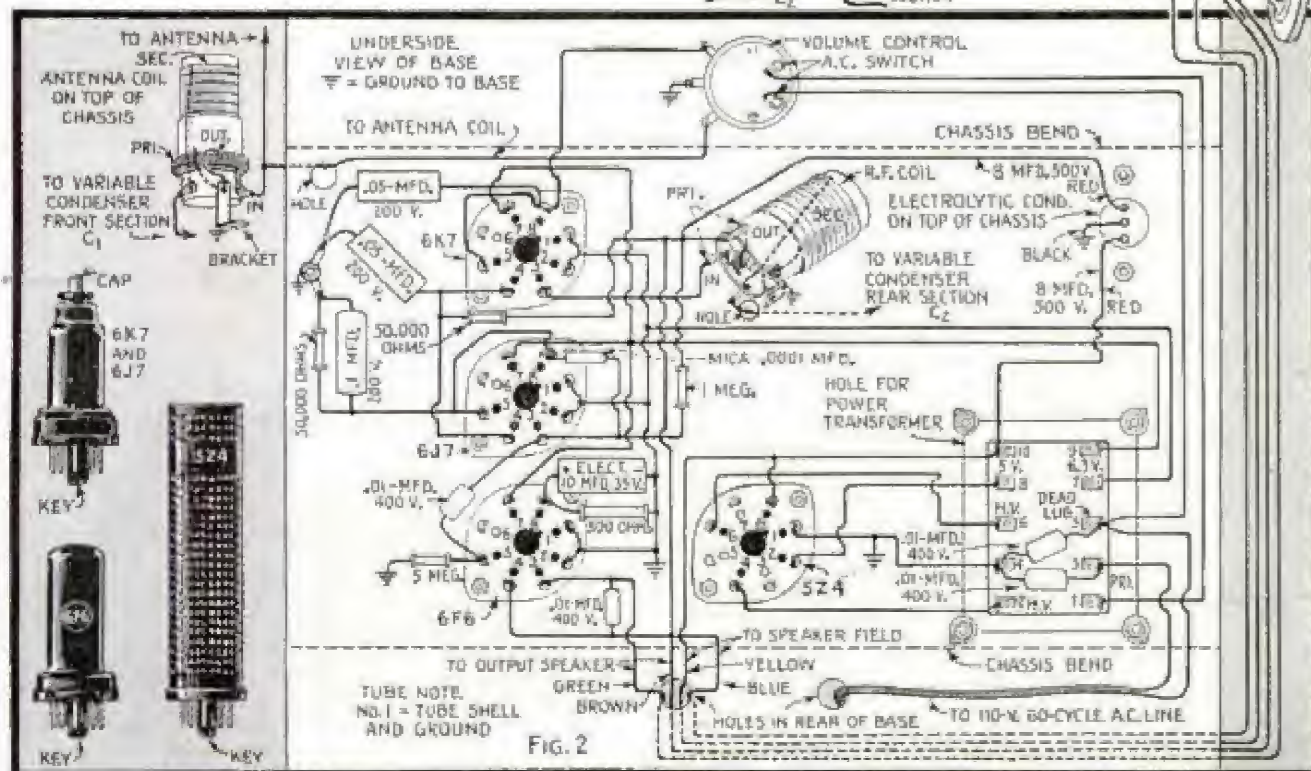 TO ANTENNA
SEC.
ANTENNA COIL
ON TOP OF
CHASSIS
OUT
PRI.
TO VARIABLE
CONDENSER
FRONT SECTION
C1
IN
BRACKET
CAP
6K7
AND
6J7
KEY
5Z4
KEY
KEY
UNDERSIDE
VIEW OF BASE
= GROUND TO BASE
VOLUME CONTROL
A.C. SWITCH
TO ANTENNA COIL
CHASSIS BEND
HOLE
.05-MFD.
200 V.
6K7
.05-MFD.
200 V.
50,000
OHMS
50,000 OHMS
.1 MFD.
200 V.
6J7
PRI.
OUT
SEC.
R.F. COIL
IN
HOLE
TO VARIABLE
CONDENSER
REAR SECTION
C2
8 MFD. 500V.
RED
ELECTROLYTIC COND.
ON TOP OF CHASSIS
BLACK
8 MFD.
500 V.
RED
MICA .0001 MFD.
1 MEG.
HOLE FOR
POWER
TRANSFORMER
.01-MFD.
400 V.
+ ELECT. -
10 MFD. 35V.
500 OHMS
.5 MEG.
6F6
.01-MFD.
400 V.
5Z4
5 V.
6.3 V.
H.V.
DEAD
LUG
.01-MFD.
400 V.
.01-MFD.
400 V.
H.V.
PRI.
TO SPEAKER FIELD
TO OUTPUT SPEAKER
YELLOW
GREEN
BLUE
BROWN
CHASSIS BEND
HOLES IN REAR OF BASE
TO 110-V. 60-CYCLE A.C. LINE
TUBE NOTE
NO. 1 = TUBE SHELL
AND GROUND
FIG. 2